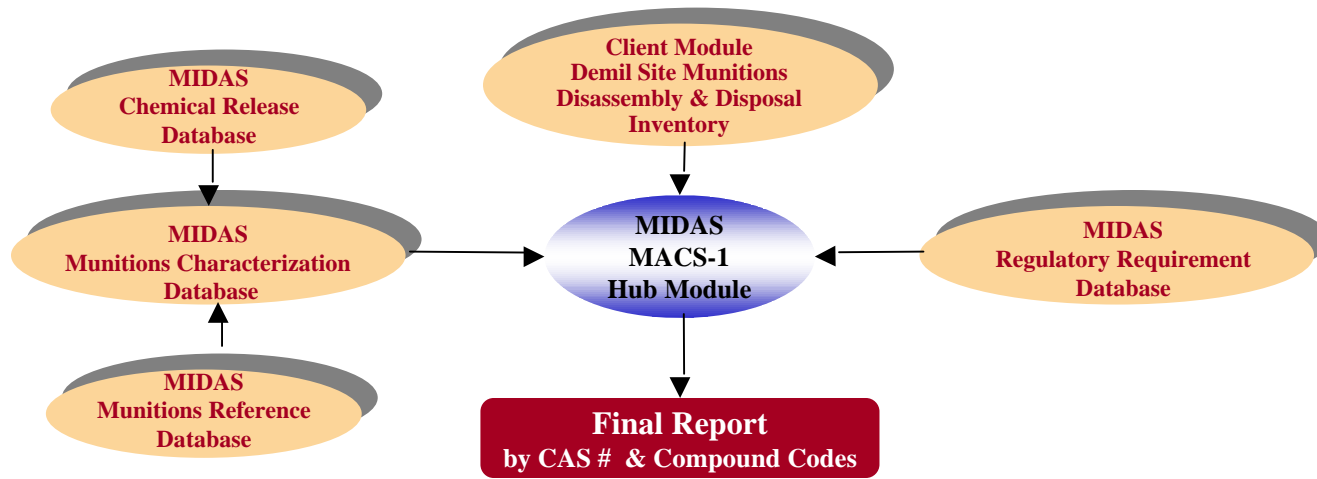 MIDAS
Chemical Release
Database
Client Module
Demil Site Munitions
Disassembly & Disposal
Inventory
MIDAS
Munitions Characterization
Database
MIDAS
MACS-1
Hub Module
MIDAS
Regulatory Requirement
Database
MIDAS
Munitions Reference
Database
Final Report
by CAS # & Compound Codes